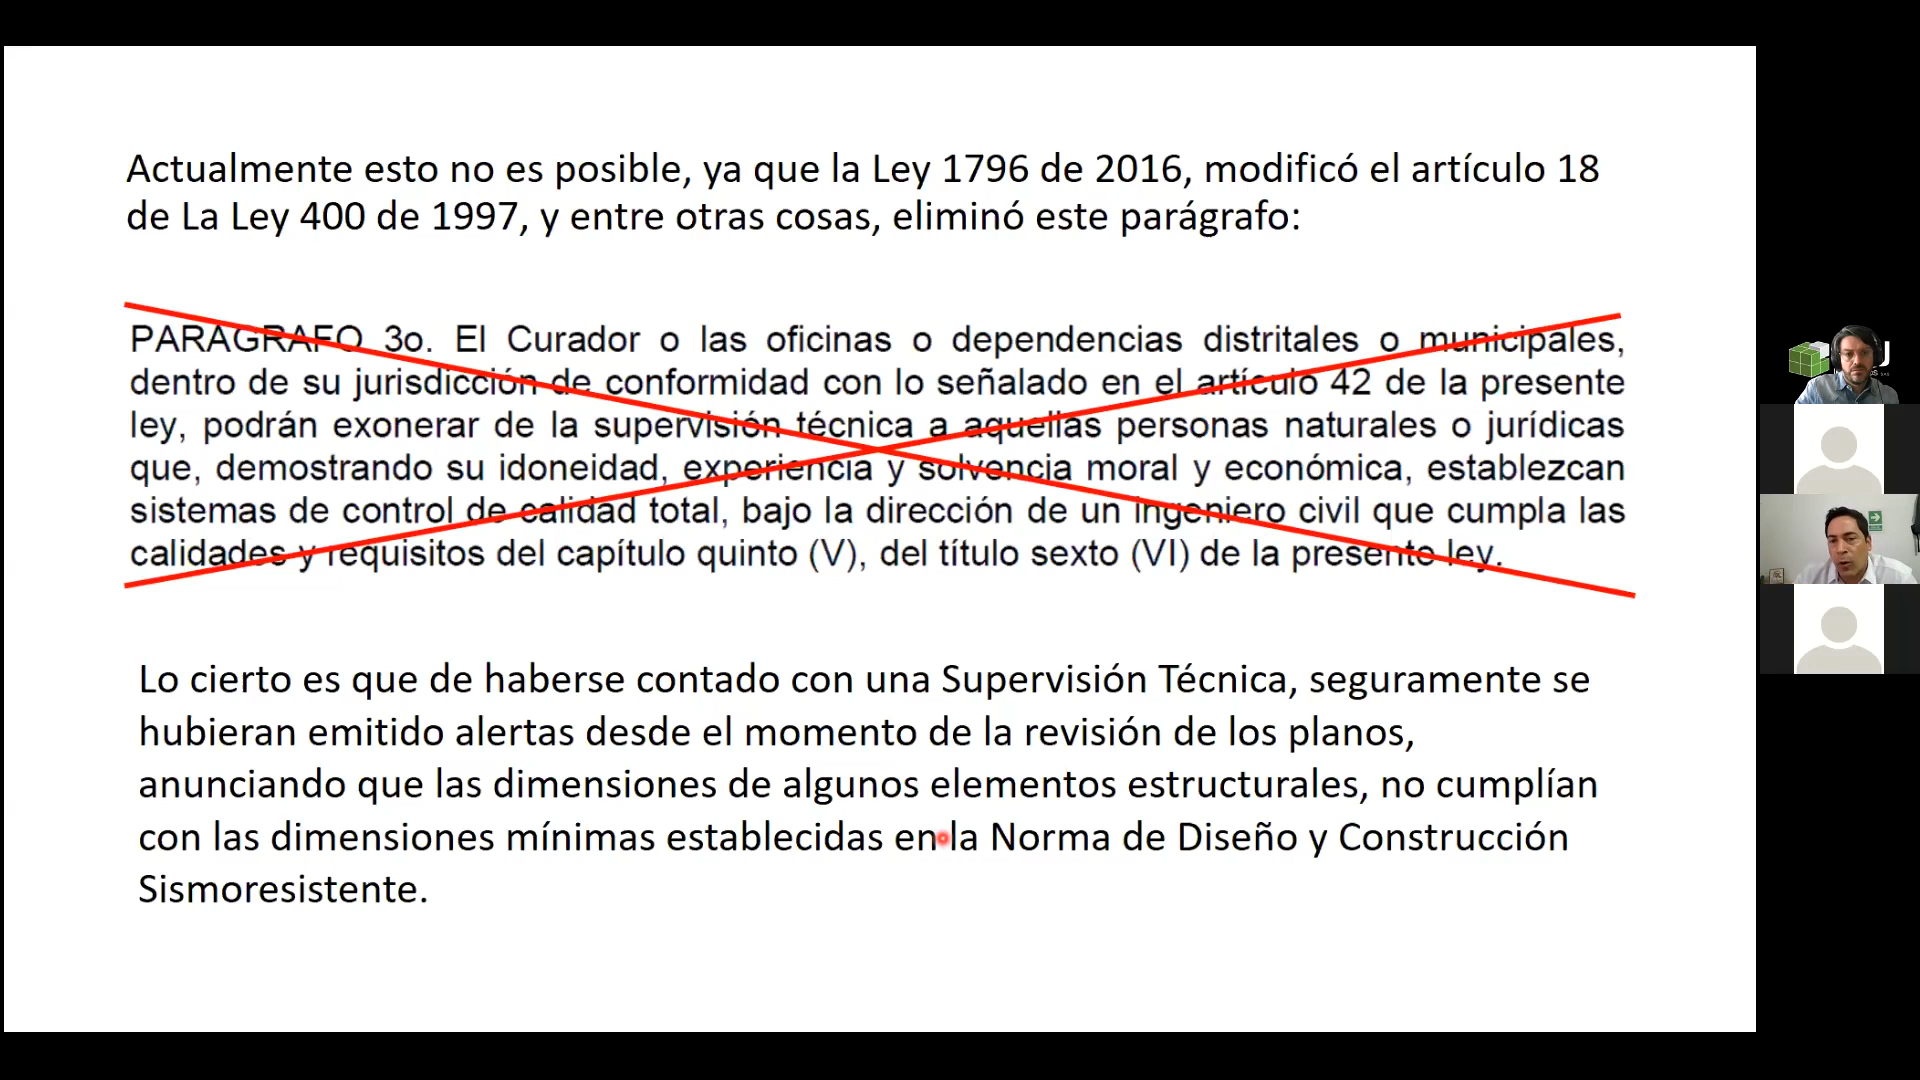 Actualmente esto no es posible, ya que la Ley 1796 de 2016, modificó el artículo 18
de La Ley 400 de 1997, y entre otras cosas, eliminó este parágrafo:
PARAGRAFO 3o. El Curador o las oficinas o dependencias distritales o municipales,
dentro de su jurisdicción de conformidad con lo señalado en el artículo 42 de la presente
ley, podrán exonerar de la supervisión técnica a aquellas personas naturales o jurídicas
que, demostrando su idoneidad, experiencia y solvencia moral y económica, establezcan
sistemas de control de calidad total, bajo la dirección de un ingeniero civil que cumpla las
calidades y requisitos del capítulo quinto (V), del título sexto (VI) de la presente ley.
Lo cierto es que de haberse contado con una Supervisión Técnica, seguramente se
hubieran emitido alertas desde el momento de la revisión de los planos,
anunciando que las dimensiones de algunos elementos estructurales, no cumplían
con las dimensiones mínimas establecidas en la Norma de Diseño y Construcción
Sismoresistente.